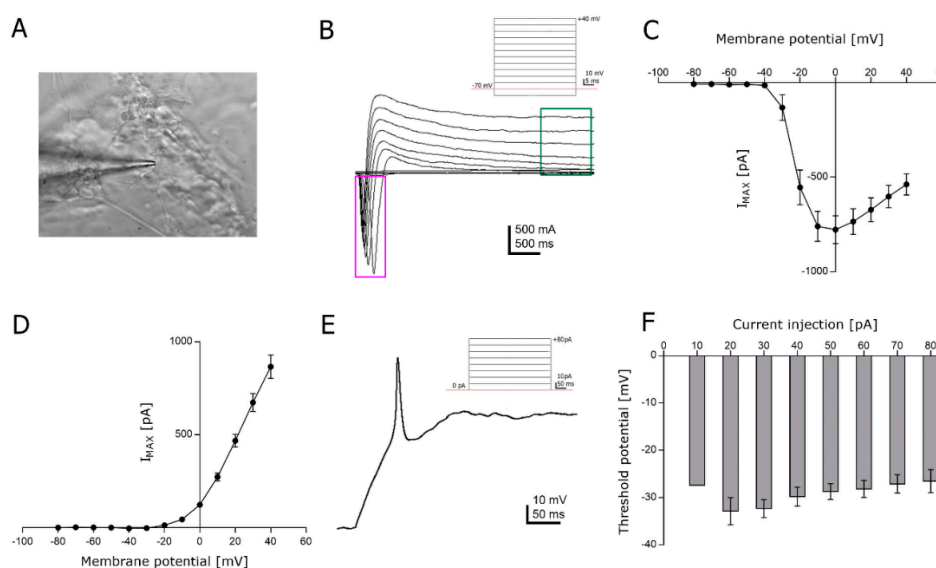 A
B
+40 mV
10 mV
5 ms
-70 mV
500 mA
500 ms
C
Membrane potential [mV]
-100 -80 -60 -40 -20 0 20 40 60
-500
-1000
I_MAX [pA]
D
1000
500
I_MAX [pA]
-100 -80 -60 -40 -20 0 20 40 60
Membrane potential [mV]
E
+80pA
10pA
50 ms
0 pA
10 mV
50 ms
F
Current injection [pA]
10 20 30 40 50 60 70 80
0
-10
-20
-30
-40
Threshold potential [mV]